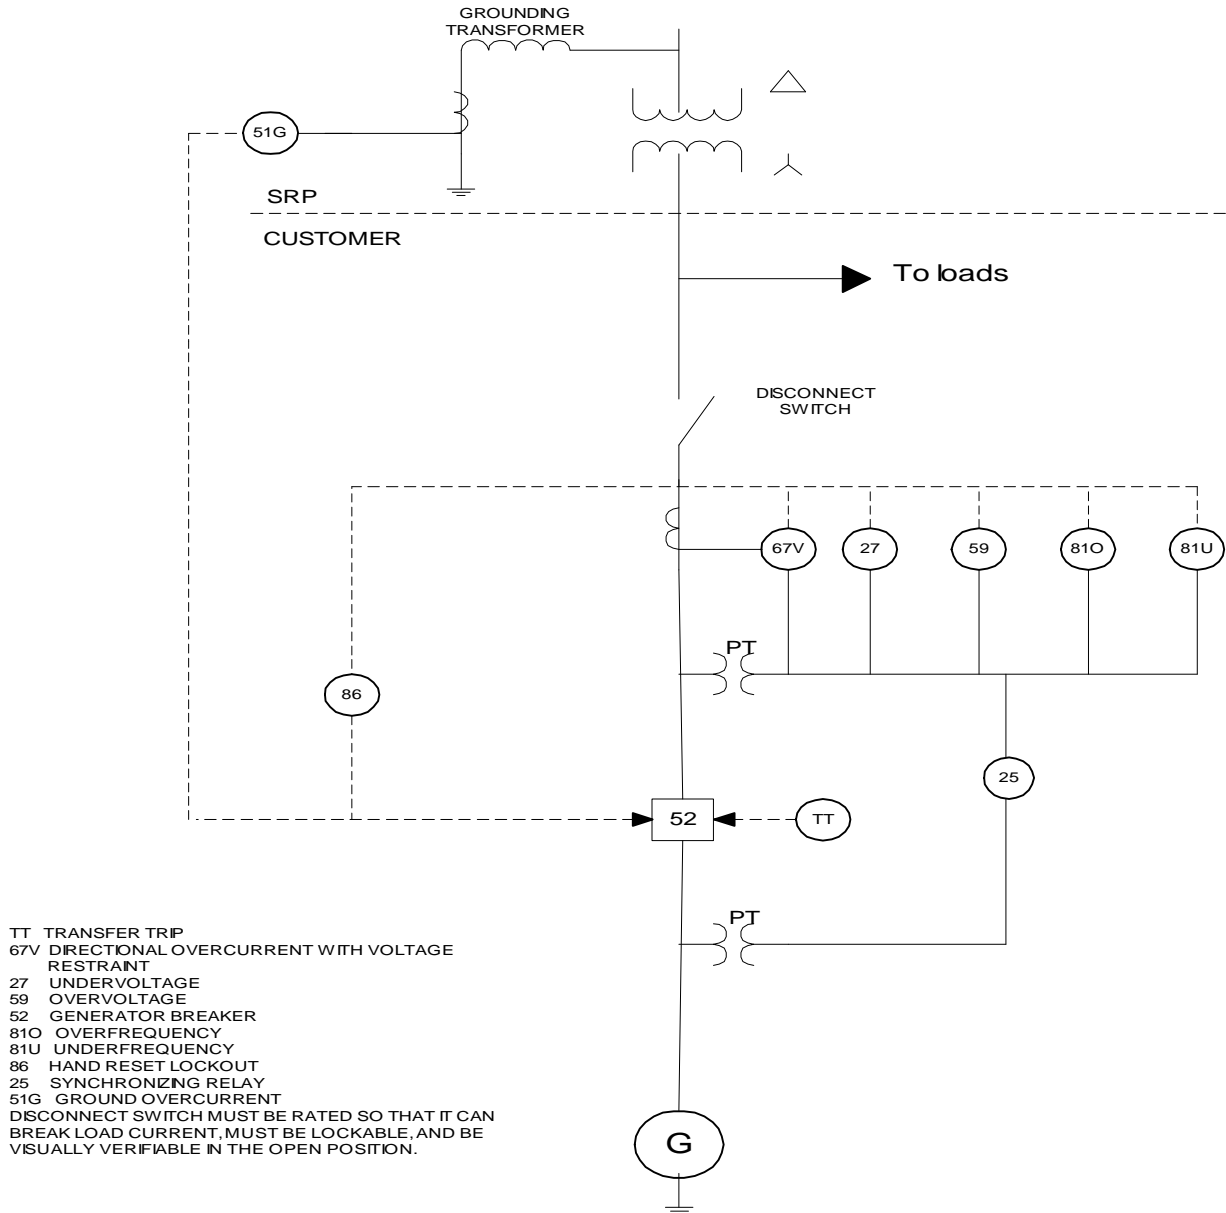 GROUNDING
TRANSFORMER
51G
SRP
CUSTOMER
To loads
DISCONNECT
SWITCH
67V
27
59
81O
81U
PT
86
25
52
TT
PT
TT TRANSFER TRIP
67V DIRECTIONAL OVERCURRENT WITH VOLTAGE
RESTRAINT
27 UNDERVOLTAGE
59 OVERVOLTAGE
52 GENERATOR BREAKER
81O OVERFREQUENCY
81U UNDERFREQUENCY
86 HAND RESET LOCKOUT
25 SYNCHRONIZING RELAY
51G GROUND OVERCURRENT
DISCONNECT SWITCH MUST BE RATED SO THAT IT CAN
BREAK LOAD CURRENT, MUST BE LOCKABLE, AND BE
VISUALLY VERIFIABLE IN THE OPEN POSITION.
G